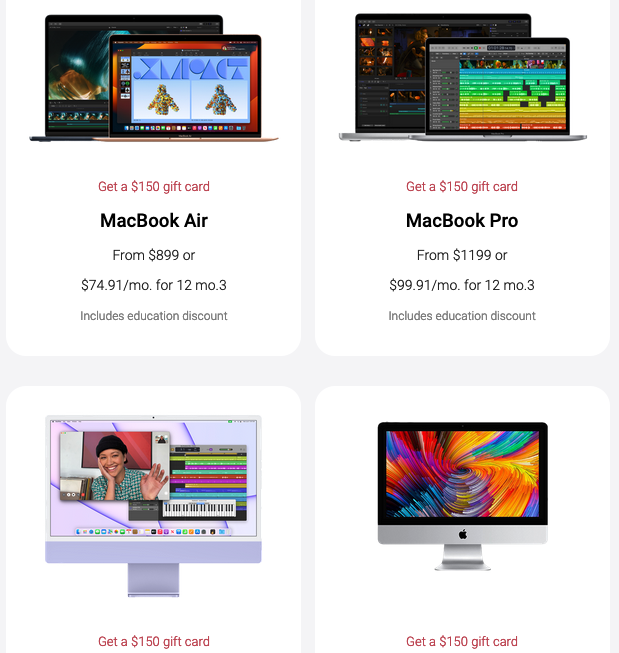 Get a $150 gift card
MacBook Air
From $899 or
$74.91/mo. for 12 mo.3
Includes education discount
Get a $150 gift card
MacBook Pro
From $1199 or
$99.91/mo. for 12 mo.3
Includes education discount
Get a $150 gift card
Get a $150 gift card